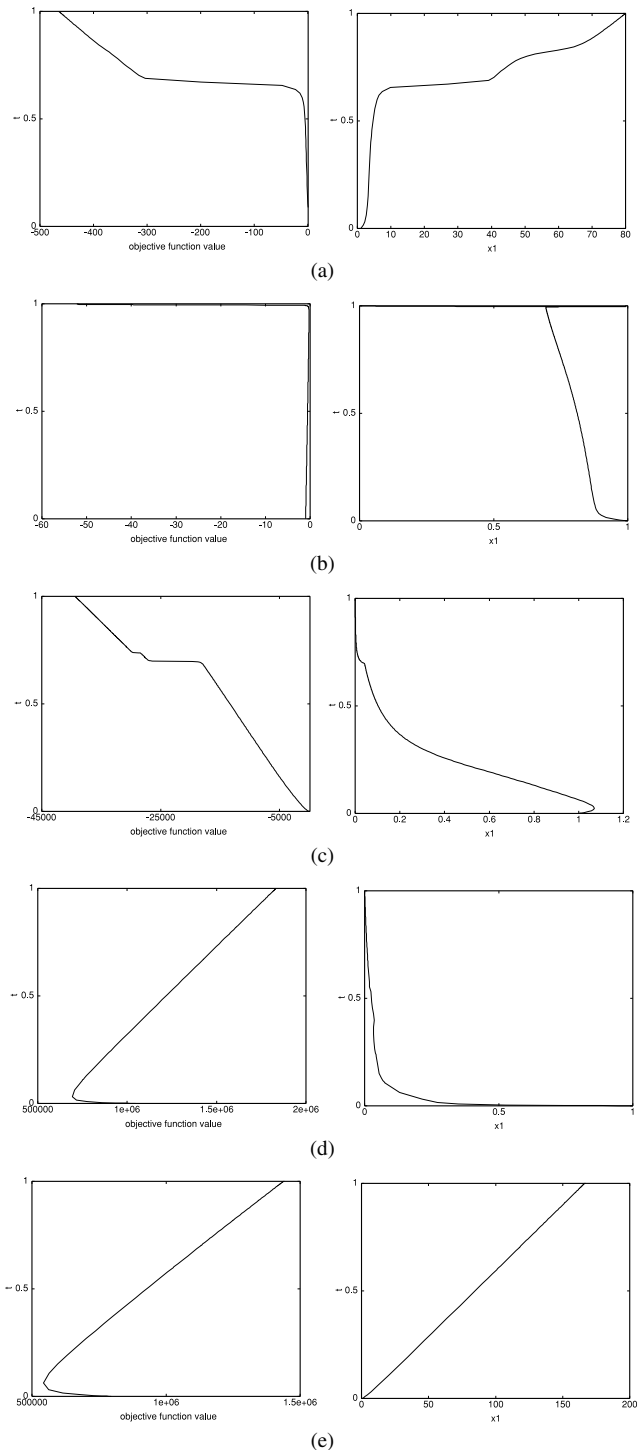 1
0.5
0
t
-500 -400 -300 -200 -100 0
objective function value
1
0.5
0
t
0 10 20 30 40 50 60 70 80
x1
(a)
1
0.5
0
t
-60 -50 -40 -30 -20 -10 0
objective function value
1
0.5
0
t
0 0.5 1
x1
(b)
1
0.5
0
t
-45000 -25000 -5000
objective function value
1
0.5
0
t
0 0.2 0.4 0.6 0.8 1 1.2
x1
(c)
1
0.5
0
t
500000 1e+06 1.5e+06 2e+06
objective function value
1
0.5
0
t
0 0.5 1
x1
(d)
1
0.5
0
t
500000 1e+06 1.5e+06
objective function value
1
0.5
0
t
0 50 100 150 200
x1
(e)